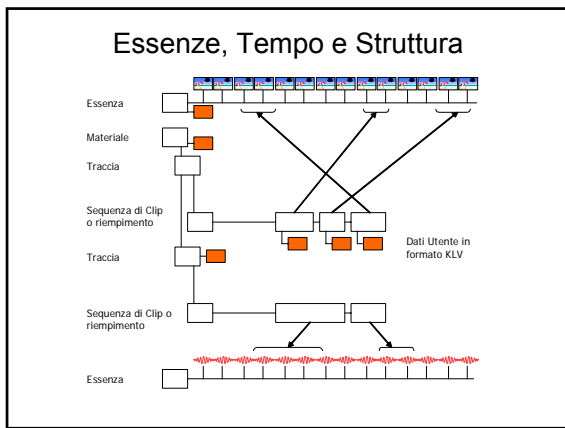 Essenze, Tempo e Struttura
Essenza
Materiale
Traccia
Sequenza di Clip
o riempimento
Dati Utente in
formato KLV
Traccia
Sequenza di Clip o
riempimento
Essenza